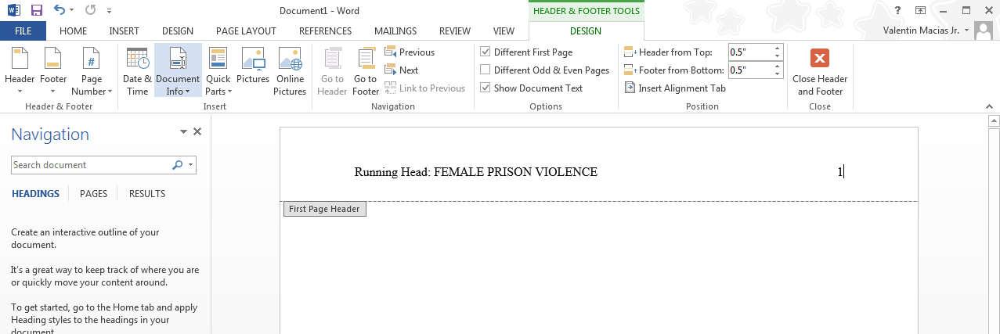 Document1 - Word
HEADER & FOOTER TOOLS
?
FILE HOME INSERT DESIGN PAGE LAYOUT REFERENCES MAILINGS REVIEW VIEW DESIGN
Valentin Macias Jr.
Header
Footer
Page
Number
Header & Footer
Date &
Time
Document
Info
Quick
Parts
Pictures
Online
Pictures
Insert
Go to
Header
Go to
Footer
Previous
Next
Link to Previous
Navigation
Different First Page
Different Odd & Even Pages
Show Document Text
Options
Header from Top: 0.5"
Footer from Bottom: 0.5"
Insert Alignment Tab
Position
Close Header
and Footer
Close
Navigation
Search document
HEADINGS PAGES RESULTS
Create an interactive outline of your
document.
It's a great way to keep track of where you are
or quickly move your content around.
To get started, go to the Home tab and apply
Heading styles to the headings in your
document.
Running Head: FEMALE PRISON VIOLENCE 1
First Page Header